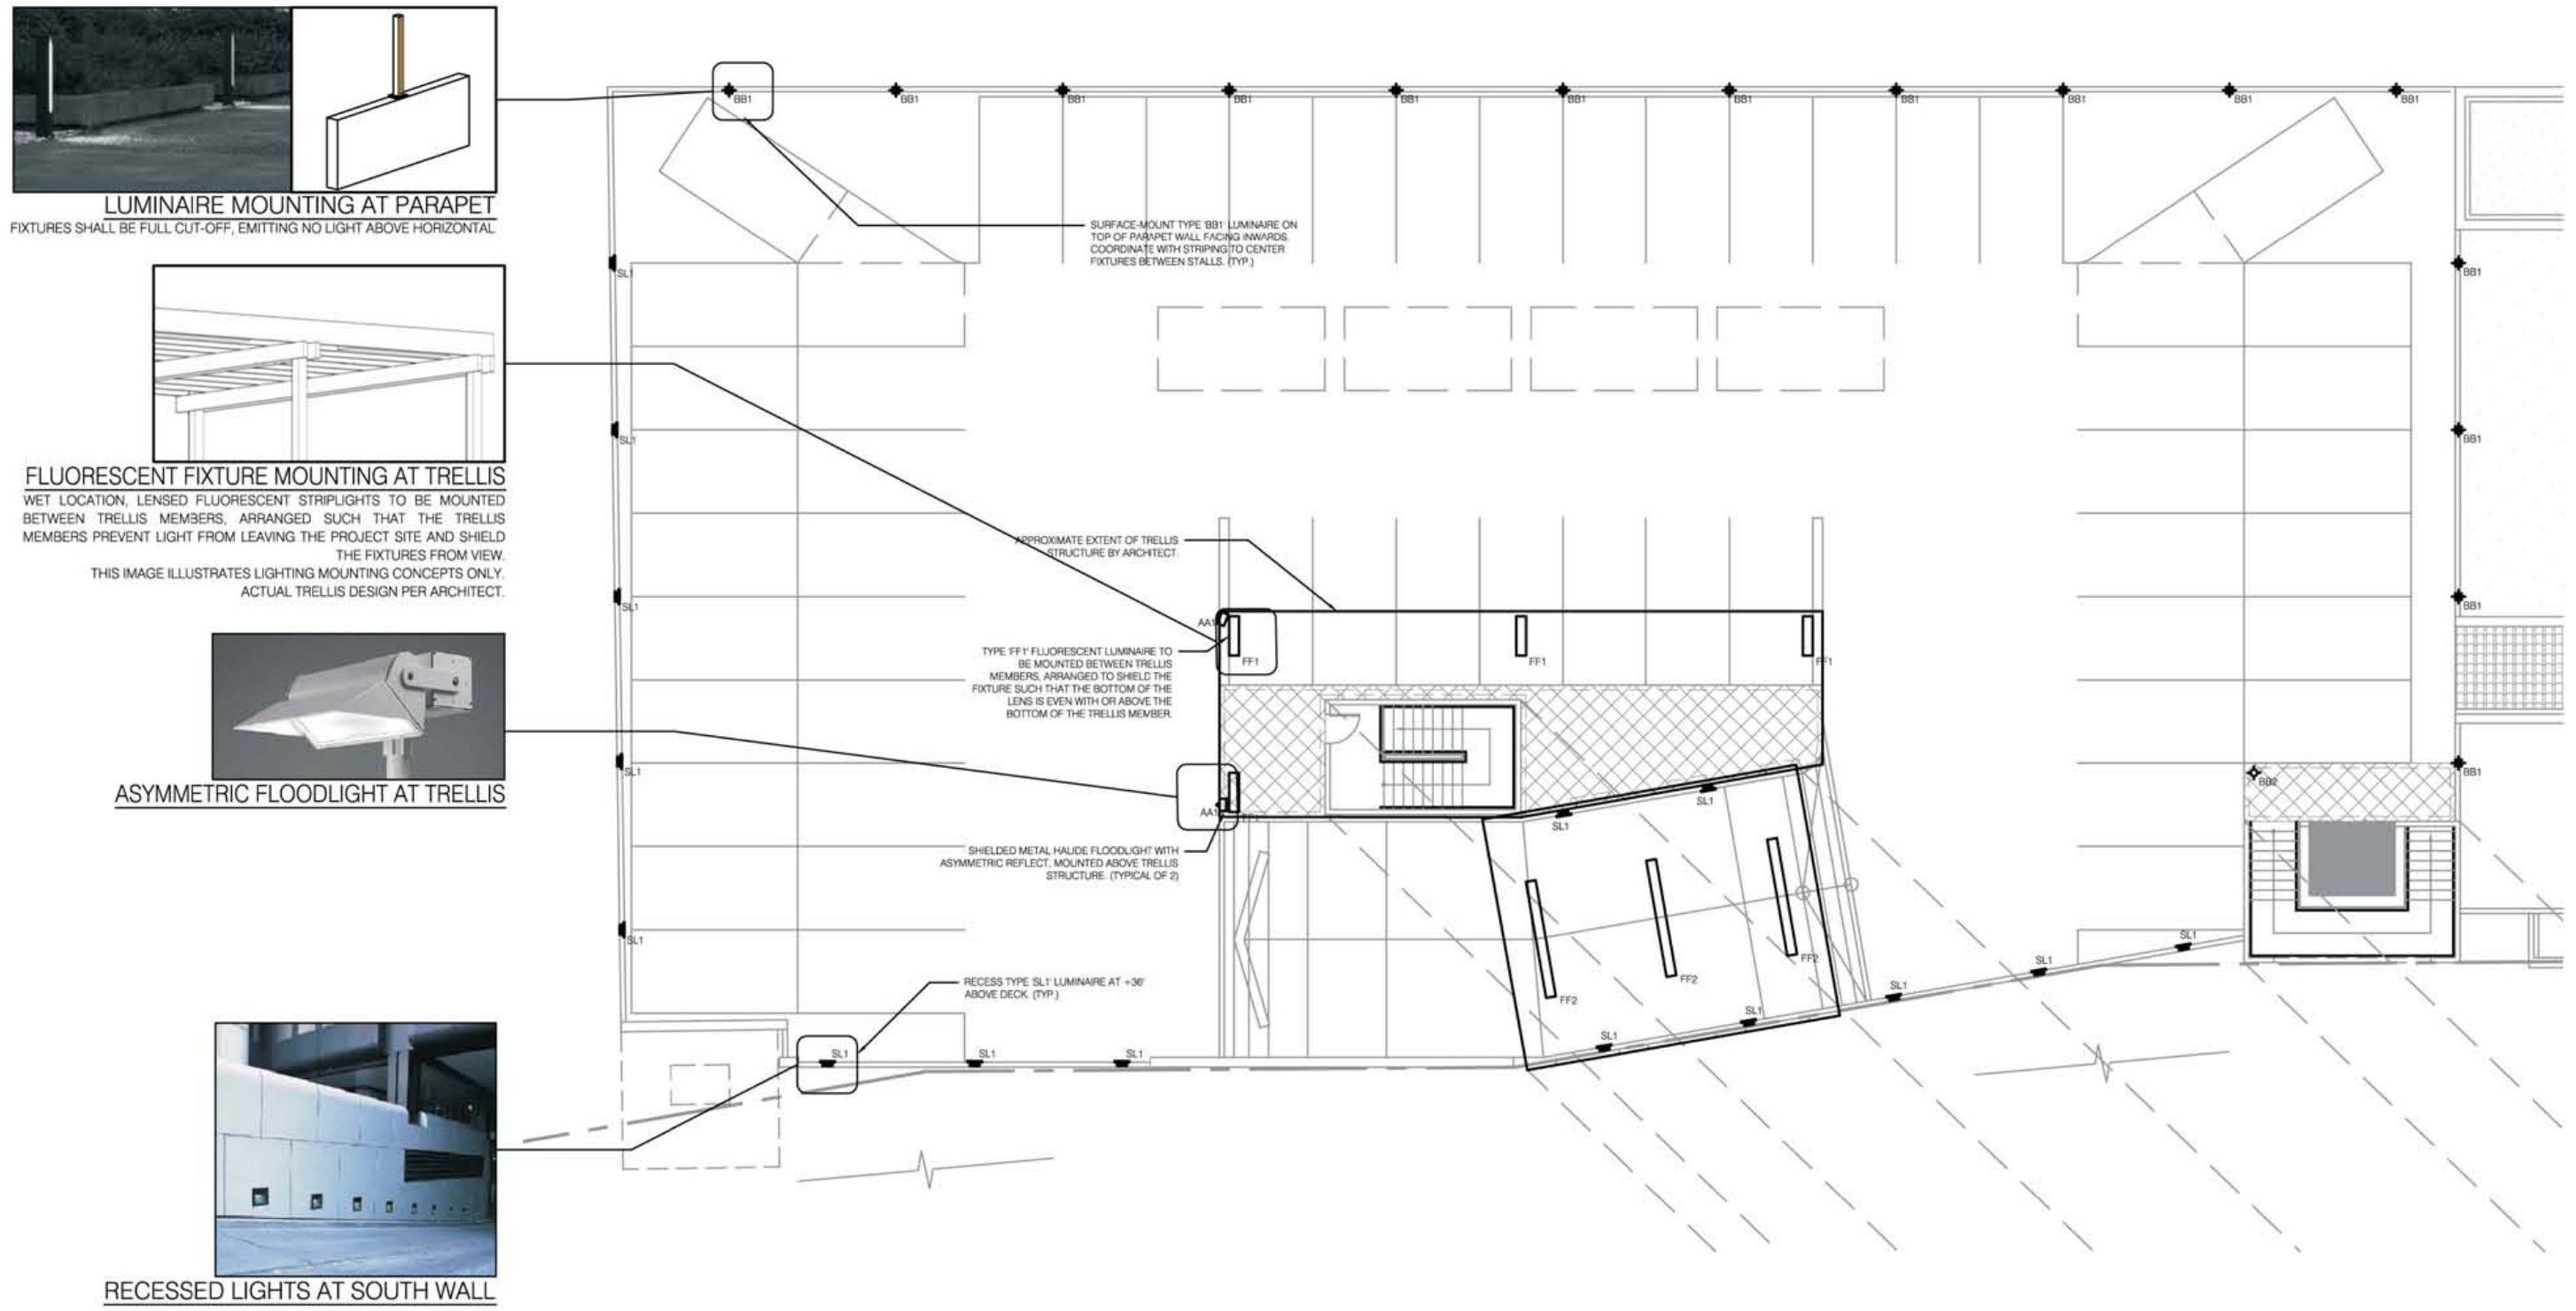 LUMINAIRE MOUNTING AT PARAPET
FIXTURES SHALL BE FULL CUT-OFF, EMITTING NO LIGHT ABOVE HORIZONTAL
FLUORESCENT FIXTURE MOUNTING AT TRELLIS
WET LOCATION, LENSED FLUORESCENT STRIPLIGHTS TO BE MOUNTED
BETWEEN TRELLIS MEMBERS, ARRANGED SUCH THAT THE TRELLIS
MEMBERS PREVENT LIGHT FROM LEAVING THE PROJECT SITE AND SHIELD
THE FIXTURES FROM VIEW.
THIS IMAGE ILLUSTRATES LIGHTING MOUNTING CONCEPTS ONLY.
ACTUAL TRELLIS DESIGN PER ARCHITECT.
ASYMMETRIC FLOODLIGHT AT TRELLIS
RECESSED LIGHTS AT SOUTH WALL
BB1
BB1
BB1
BB1
BB1
BB1
BB1
BB1
BB1
BB1
BB1
SURFACE-MOUNT TYPE 'BB1' LUMINAIRE ON
TOP OF PARAPET WALL FACING INWARDS.
COORDINATE WITH STRIPING TO CENTER
FIXTURES BETWEEN STALLS. (TYP.)
SL1
BB1
SL1
BB1
APPROXIMATE EXTENT OF TRELLIS
STRUCTURE BY ARCHITECT.
SL1
BB1
AA1
TYPE 'FF1' FLUORESCENT LUMINAIRE TO
BE MOUNTED BETWEEN TRELLIS
MEMBERS, ARRANGED TO SHIELD THE
FIXTURE SUCH THAT THE BOTTOM OF THE
LENS IS EVEN WITH OR ABOVE THE
BOTTOM OF THE TRELLIS MEMBER.
FF1
FF1
FF1
SL1
BB1
BB2
AA1
FF1
SL1
SL1
SHIELDED METAL HALIDE FLOODLIGHT WITH
ASYMMETRIC REFLECT, MOUNTED ABOVE TRELLIS
STRUCTURE. (TYPICAL OF 2)
SL1
FF2
FF2
FF2
SL1
SL1
SL1
RECESS TYPE 'SL1' LUMINAIRE AT +36"
ABOVE DECK. (TYP.)
SL1
SL1
SL1
SL1
SL1